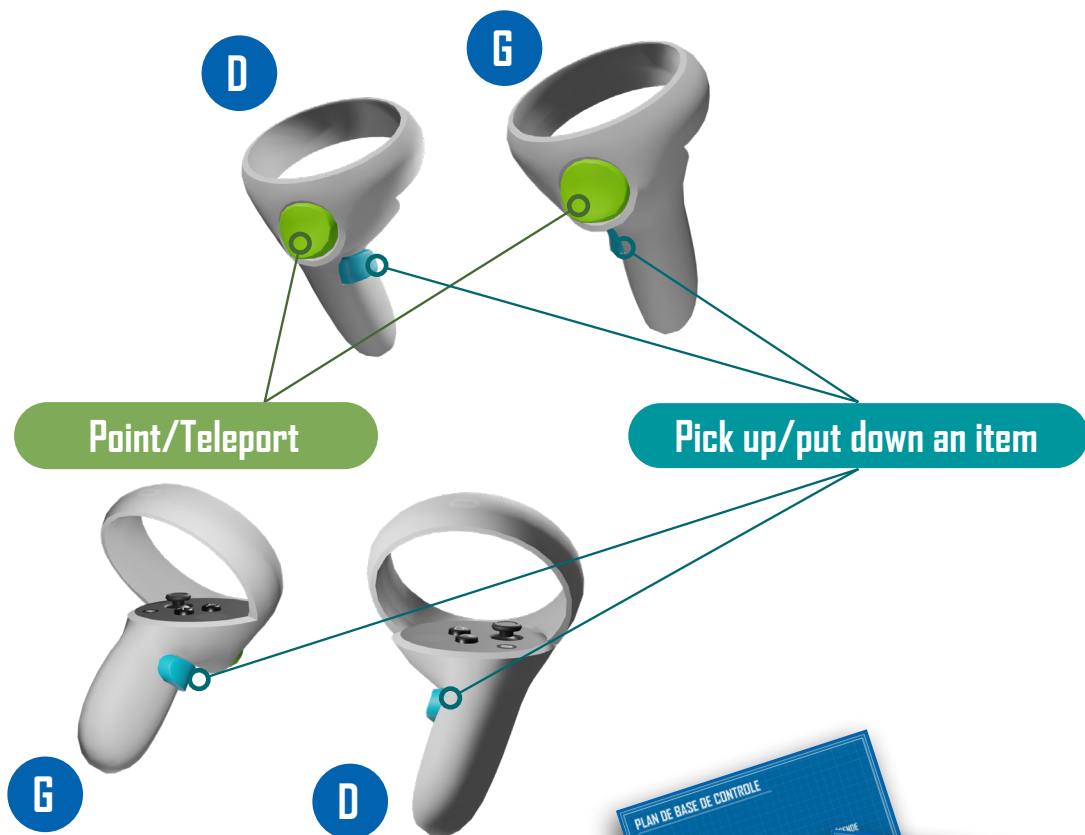 D
G
Point/Teleport
Pick up/put down an item
G
D
PLAN DE BASE DE CONTROLE